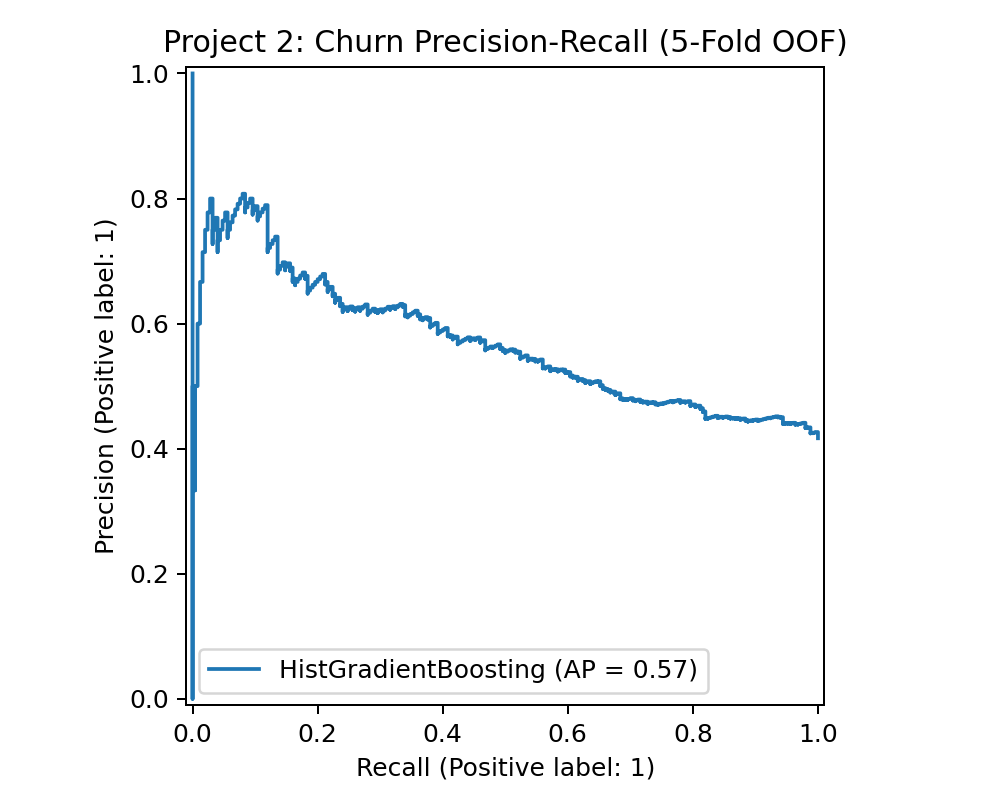 Project 2: Churn Precision-Recall (5-Fold OOF)
Precision (Positive label: 1)
1.0
0.8
0.6
0.4
0.2
0.0
HistGradientBoosting (AP = 0.57)
0.0 0.2 0.4 0.6 0.8 1.0
Recall (Positive label: 1)